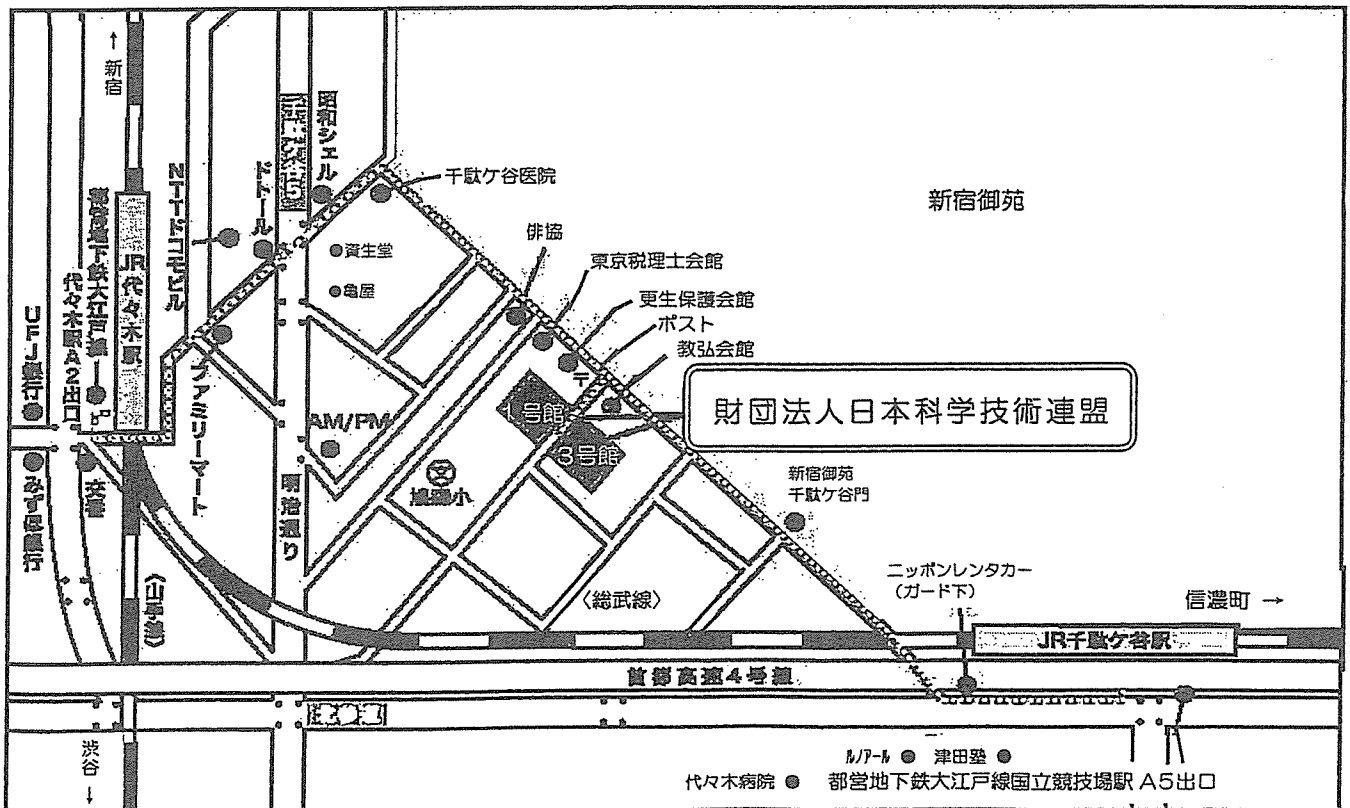 ↑
新宿
昭和シェル
NTTドコモビル
ドトール
千駄ケ谷医院
新宿御苑
都営地下鉄大江戸線
代々木駅A2出口
JR代々木駅
俳協
資生堂
東京税理士会館
亀屋
更生保護会館
UFJ銀行
ポスト
教弘会館
〒
ファミリーマート
財団法人日本科学技術連盟
1号館
AM/PM
3号館
文
鳩森小
新宿御苑
千駄ケ谷門
みずほ銀行
交番
明治通り
ニッポンレンタカー
(ガード下)
〈山手線〉
〈総武線〉
信濃町 →
JR千駄ケ谷駅
首都高速4号線
渋谷
↓
ルノアール
津田塾
代々木病院
都営地下鉄大江戸線国立競技場駅 A5出口